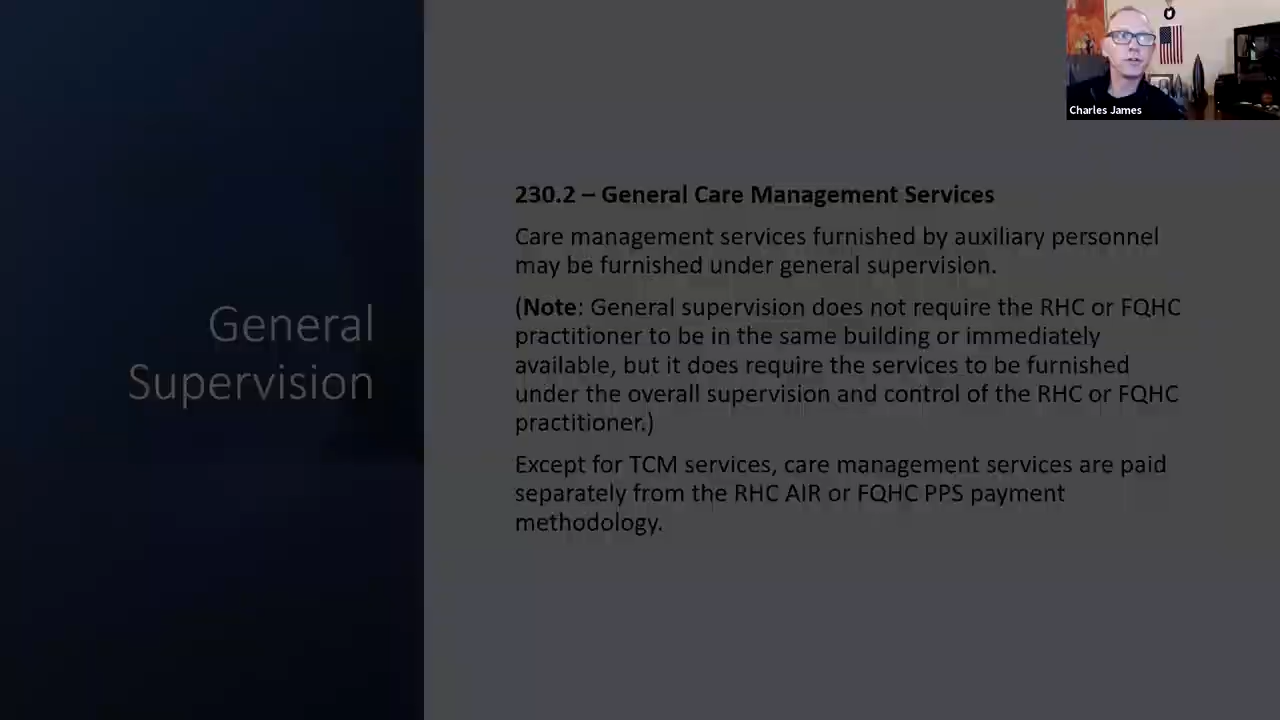 Charles James
General
Supervision
230.2 – General Care Management Services
Care management services furnished by auxiliary personnel
may be furnished under general supervision.
(Note: General supervision does not require the RHC or FQHC
practitioner to be in the same building or immediately
available, but it does require the services to be furnished
under the overall supervision and control of the RHC or FQHC
practitioner.)
Except for TCM services, care management services are paid
separately from the RHC AIR or FQHC PPS payment
methodology.